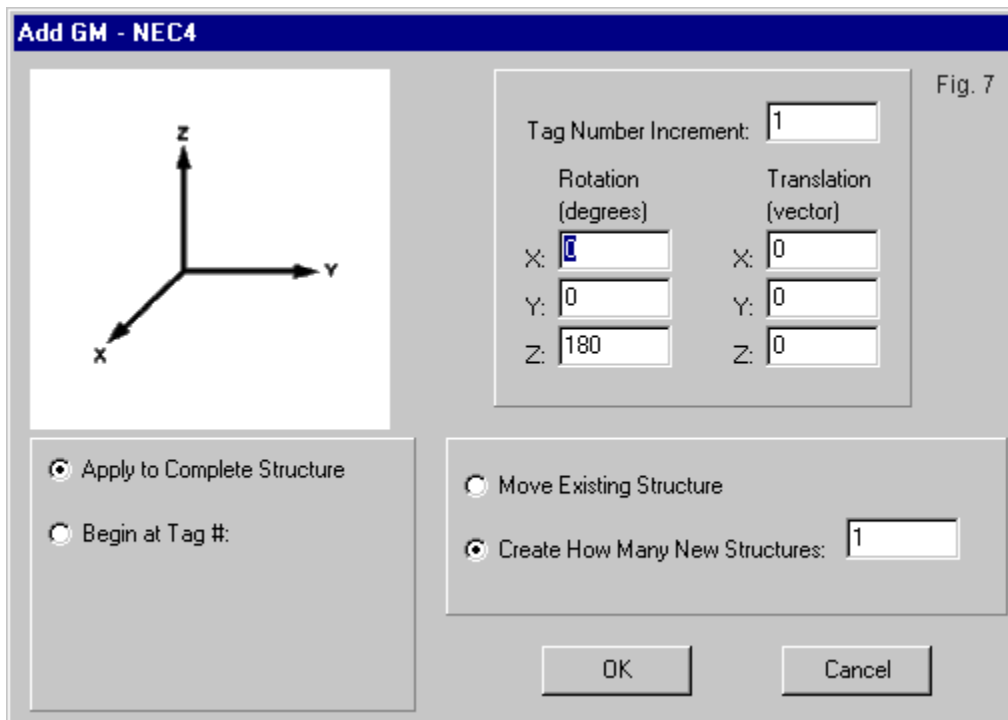 Add GM - NEC4
Fig. 7
Z
Y
X
Tag Number Increment: 1
Rotation Translation
(degrees) (vector)
X: 0 X: 0
Y: 0 Y: 0
Z: 180 Z: 0
Apply to Complete Structure
Begin at Tag #:
Move Existing Structure
Create How Many New Structures: 1
OK Cancel